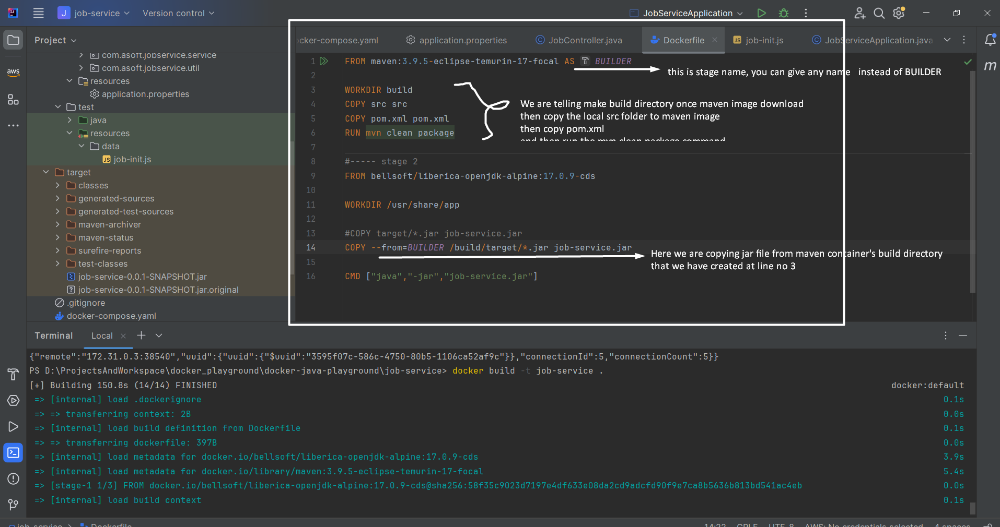 J job-service Version control JobServiceApplication
Project
com.asoft.jobservice.service
com.asoft.jobservice.util
resources
application.properties
test
java
resources
data
JS job-init.js
target
classes
generated-sources
generated-test-sources
maven-archiver
maven-status
surefire-reports
test-classes
job-service-0.0.1-SNAPSHOT.jar
job-service-0.0.1-SNAPSHOT.jar.original
.gitignore
docker-compose.yaml
aws
ocker-compose.yaml application.properties JobController.java Dockerfile JS job-init.js JobServiceApplication.java
m
1 FROM maven:3.9.5-eclipse-temurin-17-focal AS BUILDER
this is stage name, you can give any name instead of BUILDER
2
3 WORKDIR build
4 COPY src src
5 COPY pom.xml pom.xml
6 RUN mvn clean package
We are telling make build directory once maven image download
then copy the local src folder to maven image
then copy pom.xml
and then run the mvn clean package command
7
8 #----- stage 2
9 FROM bellsoft/liberica-openjdk-alpine:17.0.9-cds
10
11 WORKDIR /usr/share/app
12
13 #COPY target/*.jar job-service.jar
14 COPY --from=BUILDER /build/target/*.jar job-service.jar
Here we are copying jar file from maven container's build directory
that we have created at line no 3
15
16 CMD ["java","-jar","job-service.jar"]
Terminal Local
{"remote":"172.31.0.3:38540","uuid":{"uuid":{"$uuid":"3595f07c-586c-4750-80b5-1106ca52af9c"}},"connectionId":5,"connectionCount":5}}
PS D:\ProjectsAndWorkspace\docker_playground\docker-java-playground\job-service> docker build -t job-service .
[+] Building 150.8s (14/14) FINISHED docker:default
=> [internal] load .dockerignore 0.1s
=> => transferring context: 2B 0.0s
=> [internal] load build definition from Dockerfile 0.1s
=> => transferring dockerfile: 397B 0.0s
=> [internal] load metadata for docker.io/bellsoft/liberica-openjdk-alpine:17.0.9-cds 3.9s
=> [internal] load metadata for docker.io/library/maven:3.9.5-eclipse-temurin-17-focal 5.4s
=> [stage-1 1/3] FROM docker.io/bellsoft/liberica-openjdk-alpine:17.0.9-cds@sha256:58f35c9023d7197e4df633e08da2cd9adcfd90f9e7ca8b5636b813bd541ac4eb 0.0s
=> [internal] load build context 0.1s
job-service Dockerfile 14:22 CRLF UTF-8 AWS: No credentials selected 4 spaces